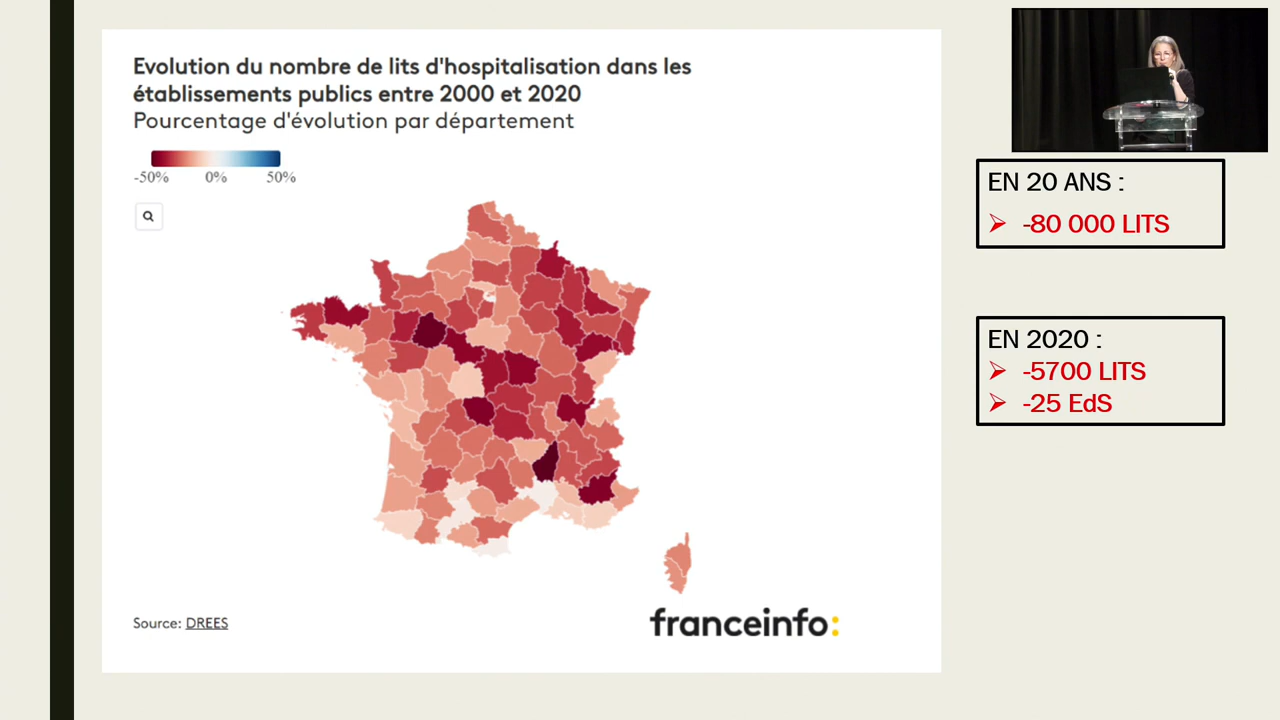 Evolution du nombre de lits d'hospitalisation dans les
établissements publics entre 2000 et 2020
Pourcentage d'évolution par département
-50% 0% 50%
EN 20 ANS :
-80 000 LITS
EN 2020 :
-5700 LITS
-25 EdS
Source: DREES
franceinfo: